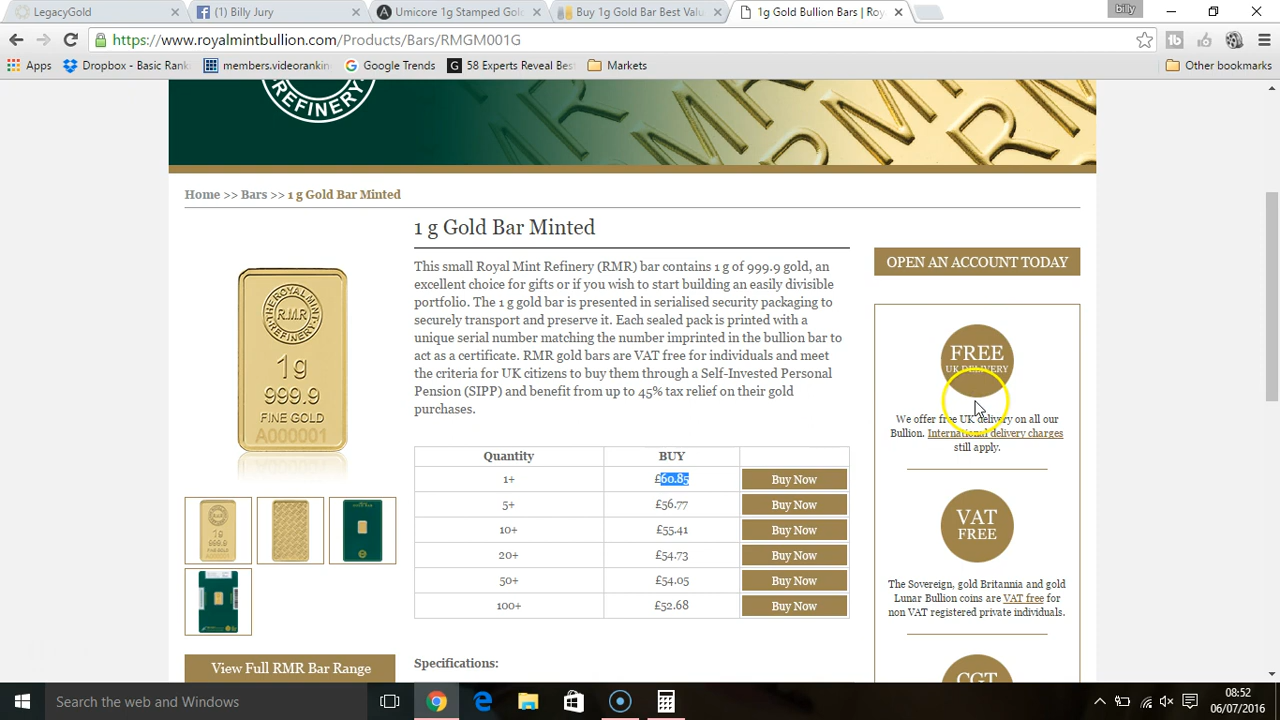 LegacyGold
(1) Billy Jury
Umicore 1g Stamped Gol
Buy 1g Gold Bar Best Valu
1g Gold Bullion Bars | Roy
billy
https://www.royalmintbullion.com/Products/Bars/RMGM001G
Apps
Dropbox - Basic Rank
members.videorankin
Google Trends
58 Experts Reveal Bes
Markets
Other bookmarks
REFINERY
RMR
Home >> Bars >> 1 g Gold Bar Minted
1 g Gold Bar Minted
This small Royal Mint Refinery (RMR) bar contains 1 g of 999.9 gold, an
excellent choice for gifts or if you wish to start building an easily divisible
portfolio. The 1 g gold bar is presented in serialised security packaging to
securely transport and preserve it. Each sealed pack is printed with a
unique serial number matching the number imprinted in the bullion bar to
act as a certificate. RMR gold bars are VAT free for individuals and meet
the criteria for UK citizens to buy them through a Self-Invested Personal
Pension (SIPP) and benefit from up to 45% tax relief on their gold
purchases.
THE ROYAL MINT
R.M.R
REFINERY
1g
999.9
FINE GOLD
A000001
Quantity BUY
1+ £60.85 Buy Now
5+ £56.77 Buy Now
10+ £55.41 Buy Now
20+ £54.73 Buy Now
50+ £54.05 Buy Now
100+ £52.68 Buy Now
View Full RMR Bar Range
Specifications:
OPEN AN ACCOUNT TODAY
FREE
UK DELIVERY
We offer free UK delivery on all our
Bullion. International delivery charges
still apply.
VAT
FREE
The Sovereign, gold Britannia and gold
Lunar Bullion coins are VAT free for
non VAT registered private individuals.
CGT
Search the web and Windows
08:52
06/07/2016